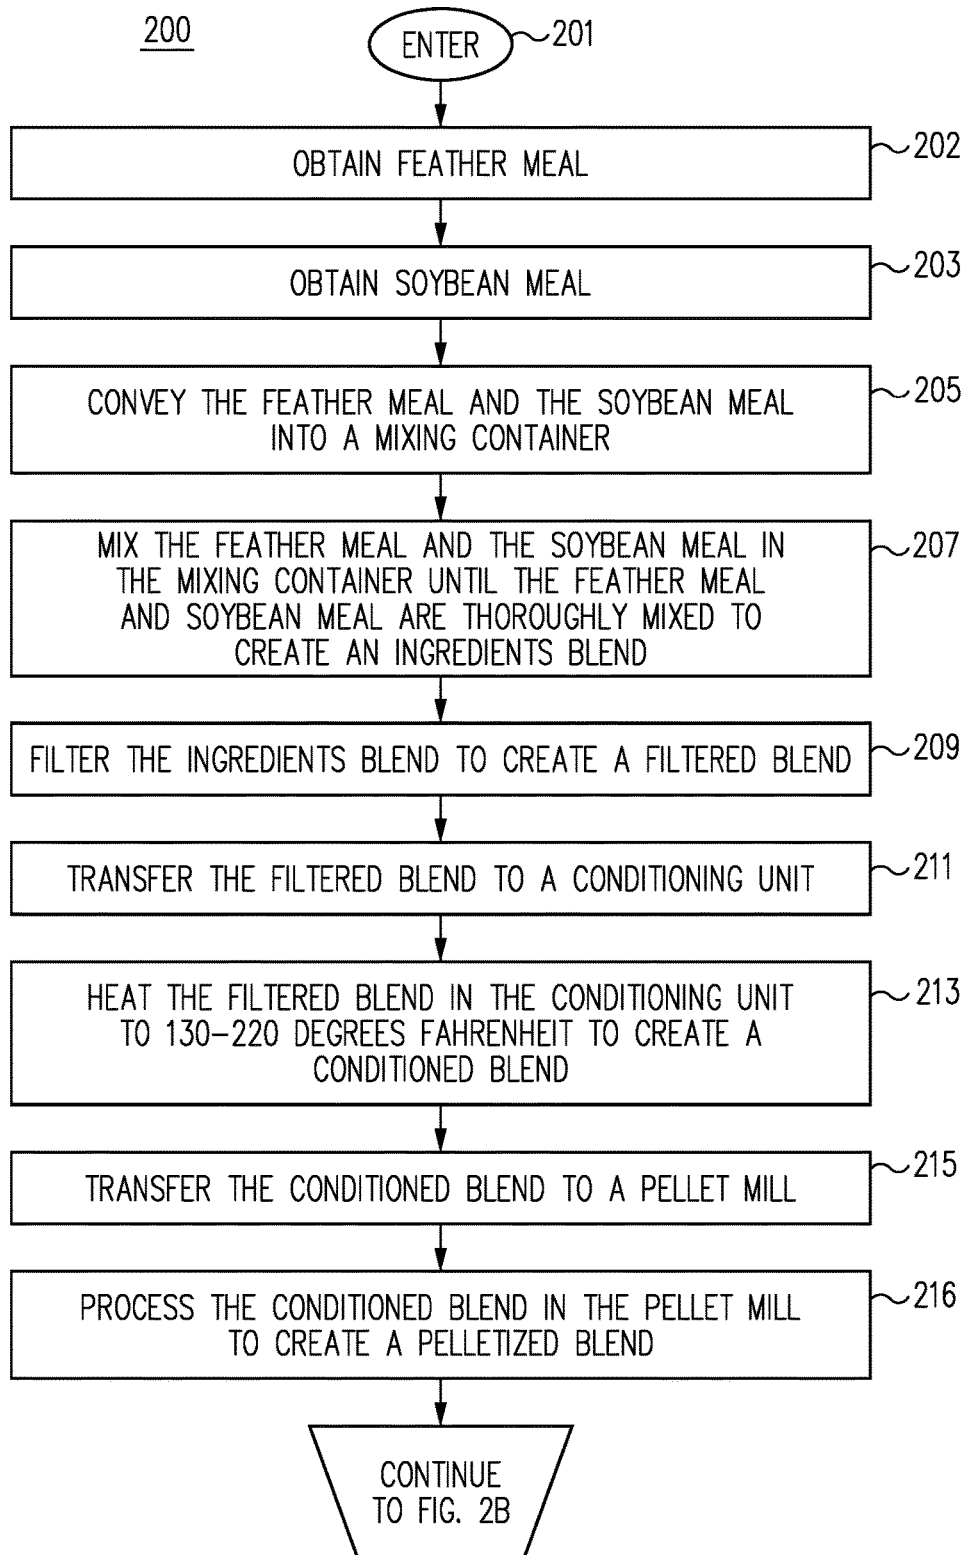 200
ENTER
201
OBTAIN FEATHER MEAL
202
OBTAIN SOYBEAN MEAL
203
CONVEY THE FEATHER MEAL AND THE SOYBEAN MEAL
INTO A MIXING CONTAINER
205
MIX THE FEATHER MEAL AND THE SOYBEAN MEAL IN
THE MIXING CONTAINER UNTIL THE FEATHER MEAL
AND SOYBEAN MEAL ARE THOROUGHLY MIXED TO
CREATE AN INGREDIENTS BLEND
207
FILTER THE INGREDIENTS BLEND TO CREATE A FILTERED BLEND
209
TRANSFER THE FILTERED BLEND TO A CONDITIONING UNIT
211
HEAT THE FILTERED BLEND IN THE CONDITIONING UNIT
TO 130-220 DEGREES FAHRENHEIT TO CREATE A
CONDITIONED BLEND
213
TRANSFER THE CONDITIONED BLEND TO A PELLET MILL
215
PROCESS THE CONDITIONED BLEND IN THE PELLET MILL
TO CREATE A PELLETIZED BLEND
216
CONTINUE
TO FIG. 2B